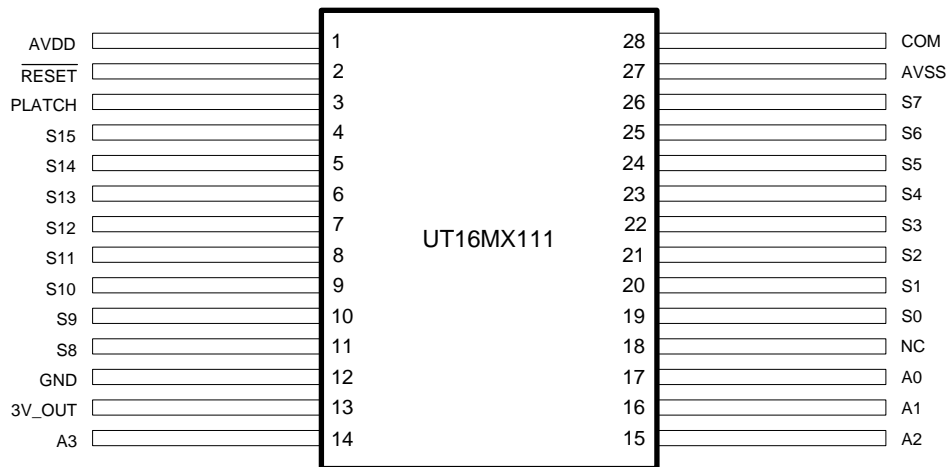 AVDD 1 28 COM
RESET 2 27 AVSS
PLATCH 3 26 S7
S15 4 25 S6
S14 5 24 S5
S13 6 23 S4
S12 7 22 S3
UT16MX111
S11 8 21 S2
S10 9 20 S1
S9 10 19 S0
S8 11 18 NC
GND 12 17 A0
3V_OUT 13 16 A1
A3 14 15 A2